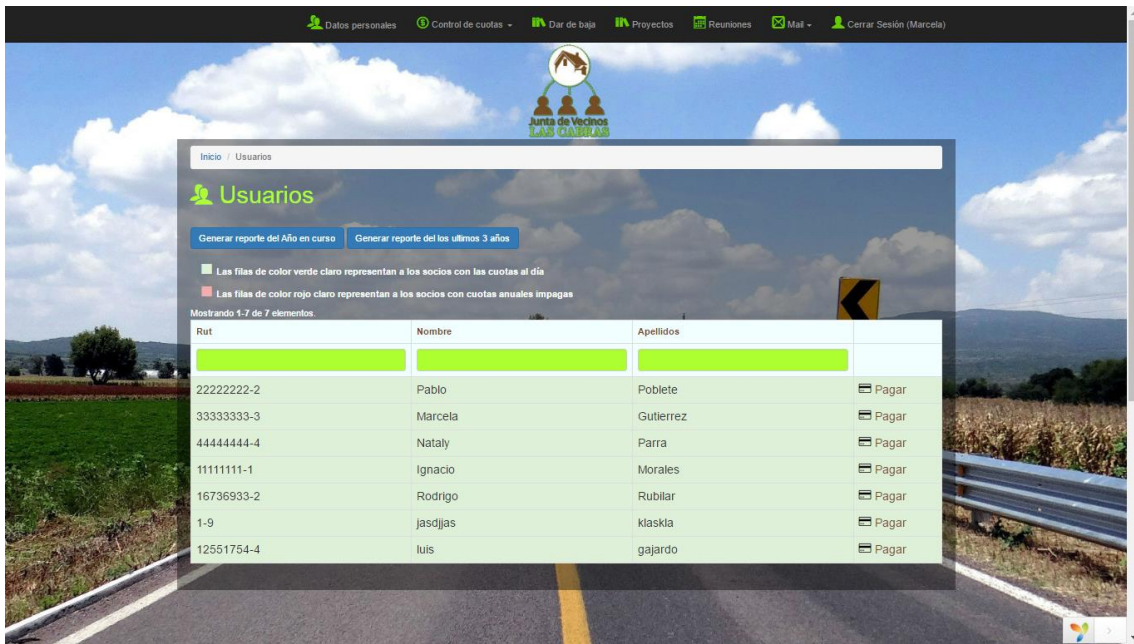 Datos personales Control de cuotas Dar de baja Proyectos Reuniones Mail Cerrar Sesión (Marcela)
Junta de Vecinos
LAS CABRAS
Inicio / Usuarios
Usuarios
Generar reporte del Año en curso Generar reporte del los ultimos 3 años
Las filas de color verde claro representan a los socios con las cuotas al día
Las filas de color rojo claro representan a los socios con cuotas anuales impagas
Mostrando 1-7 de 7 elementos.
Rut Nombre Apellidos
22222222-2 Pablo Poblete Pagar
33333333-3 Marcela Gutierrez Pagar
44444444-4 Nataly Parra Pagar
11111111-1 Ignacio Morales Pagar
16736933-2 Rodrigo Rubilar Pagar
1-9 jasdjjas klaskla Pagar
12551754-4 luis gajardo Pagar